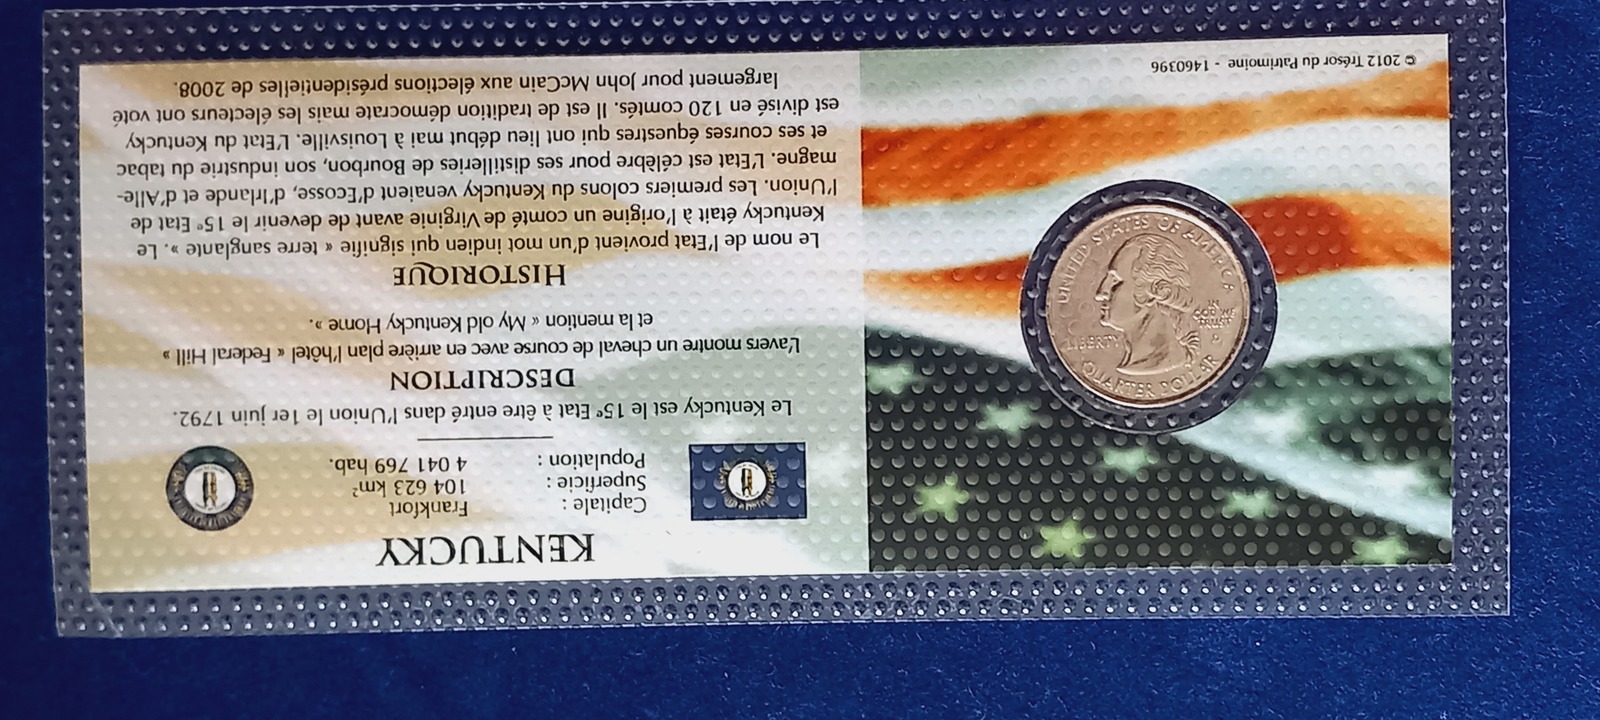 KENTUCKY
Capitale : Frankfort
Superficie : 104 623 km²
Population : 4 041 769 hab.
Le Kentucky est le 15e Etat à être entré dans l'Union le 1er juin 1792.
DESCRIPTION
L'avers montre un cheval de course avec en arrière plan l'hôtel « Federal Hill »
et la mention « My old Kentucky Home ».
HISTORIQUE
Le nom de l'Etat provient d'un mot indien qui signifie « terre sanglante ». Le
Kentucky était à l'origine un comté de Virginie avant de devenir le 15e Etat de
l'Union. Les premiers colons du Kentucky venaient d'Ecosse, d'Irlande et d'Alle-
magne. L'Etat est célèbre pour ses distilleries de Bourbon, son industrie du tabac
et ses courses équestres qui ont lieu début mai à Louisville. L'Etat du Kentucky
est divisé en 120 comtés. Il est de tradition démocrate mais les électeurs ont voté
largement pour John McCain aux élections présidentielles de 2008.
UNITED STATES OF AMERICA
LIBERTY
IN
GOD WE
TRUST
P
QUARTER DOLLAR
© 2012 Trésor du Patrimoine - 1460396